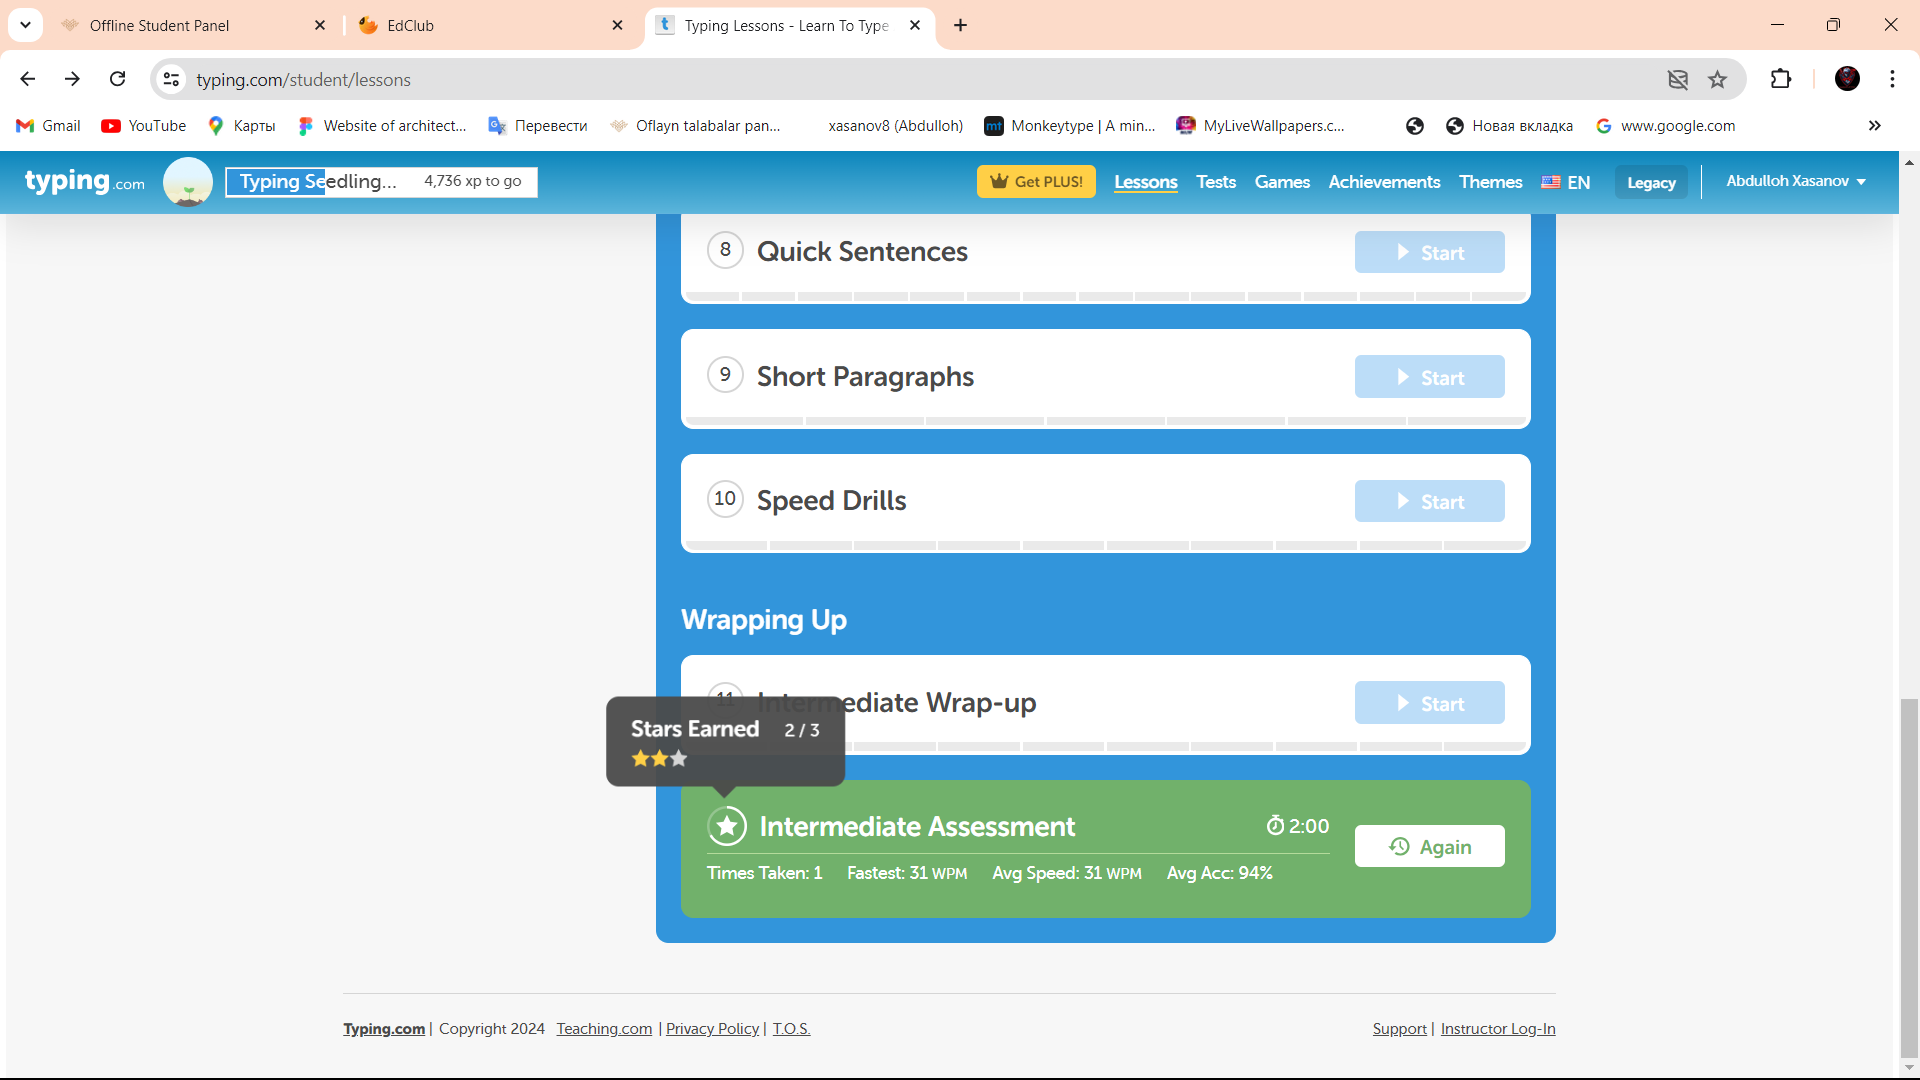 Offline Student Panel
EdClub
Typing Lessons - Learn To Type
typing.com/student/lessons
Gmail
YouTube
Карты
Website of architect...
Перевести
Oflayn talabalar pan...
xasanov8 (Abdulloh)
mt
Monkeytype | A min...
MyLiveWallpapers.c...
Новая вкладка
www.google.com
typing.com
Typing Seedling... 4,736 xp to go
Get PLUS!
Lessons
Tests
Games
Achievements
Themes
EN
Legacy
Abdulloh Xasanov
8 Quick Sentences Start
9 Short Paragraphs Start
10 Speed Drills Start
Wrapping Up
11 Intermediate Wrap-up Start
Stars Earned 2 / 3
Intermediate Assessment 2:00
Again
Times Taken: 1 Fastest: 31 WPM Avg Speed: 31 WPM Avg Acc: 94%
Typing.com | Copyright 2024 Teaching.com | Privacy Policy | T.O.S.
Support | Instructor Log-In